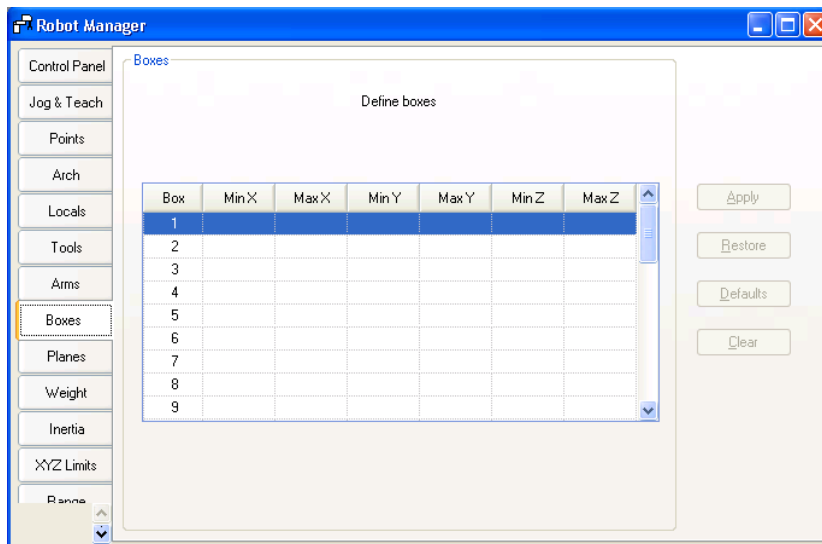 Robot Manager
Control Panel
Jog & Teach
Points
Arch
Locals
Tools
Arms
Boxes
Planes
Weight
Inertia
XYZ Limits
Range
Boxes
Define boxes
Box Min X Max X Min Y Max Y Min Z Max Z
1
2
3
4
5
6
7
8
9
Apply
Restore
Defaults
Clear